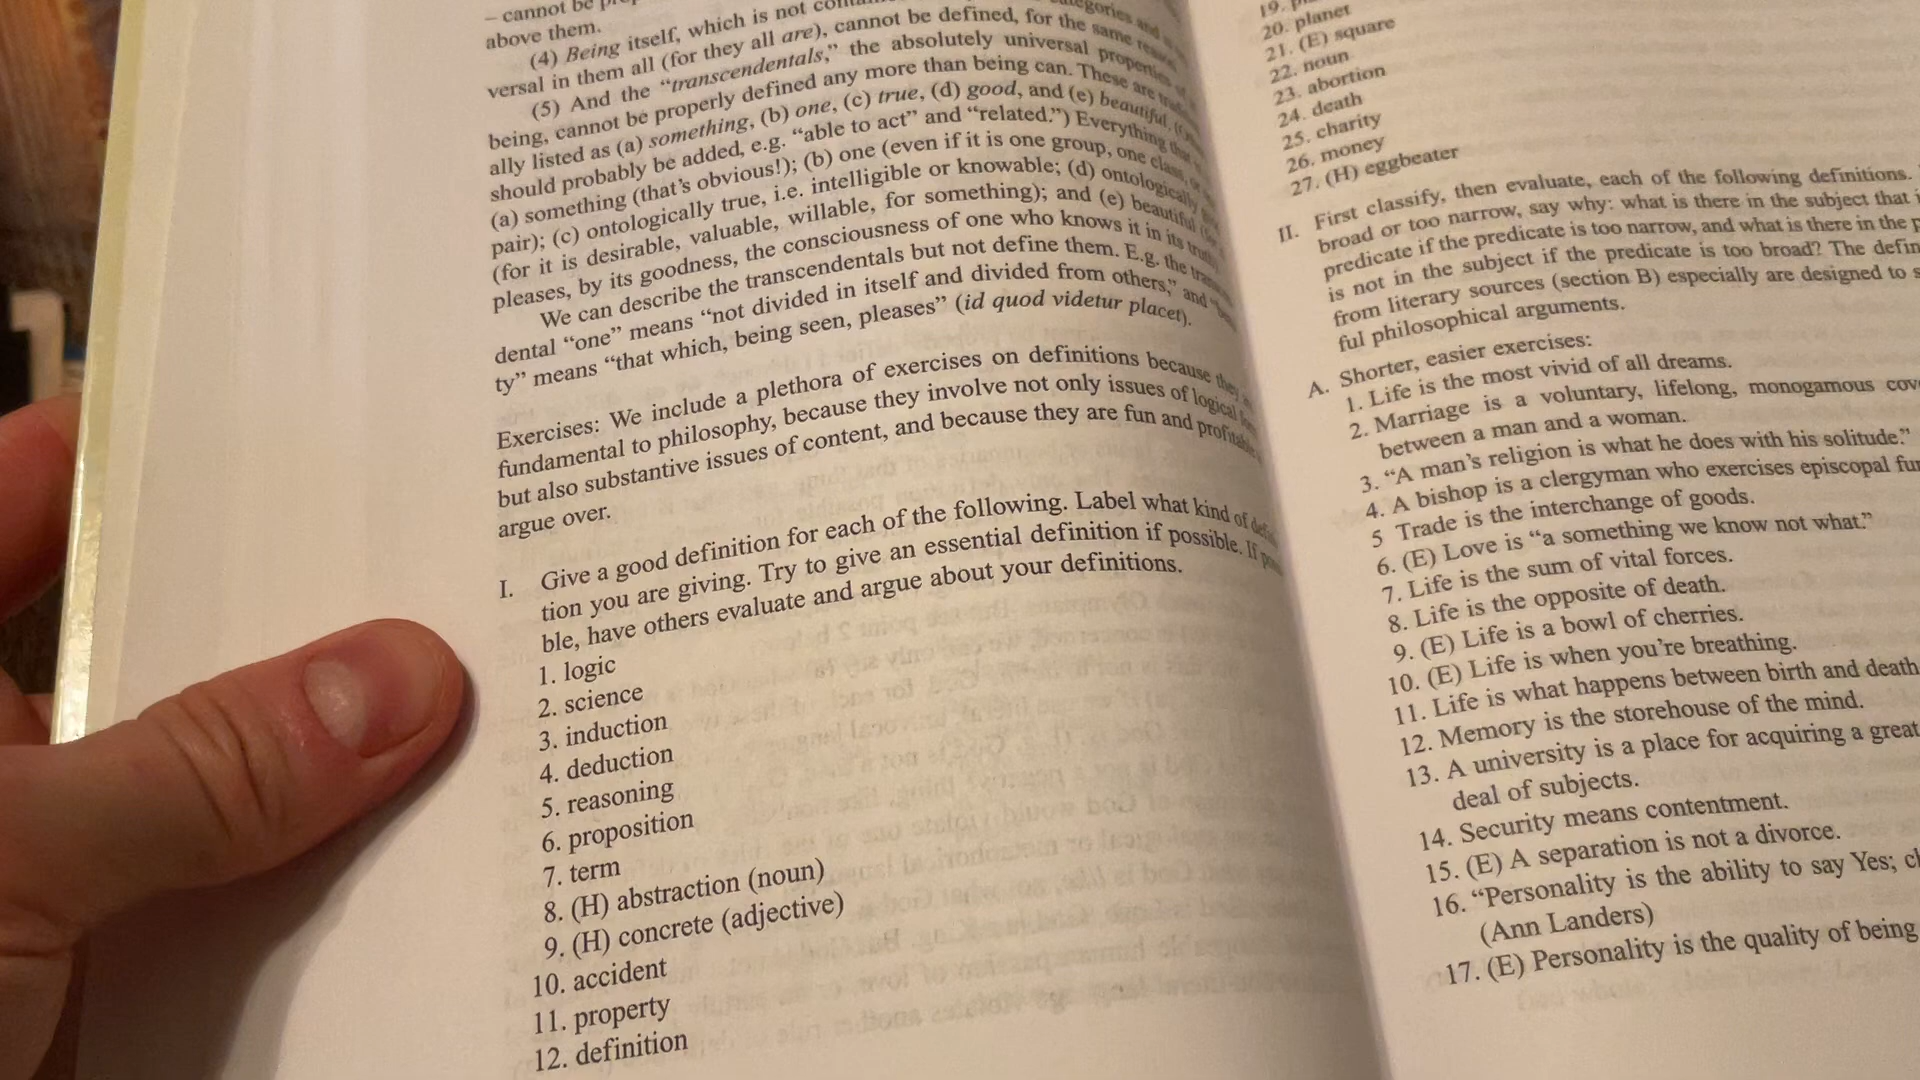 – cannot be
above them.
(4) Being itself, which is not
versal in them all (for they all are), cannot be defined, for the same reason
(5) And the “transcendentals,” the absolutely universal properties of
being, cannot be properly defined any more than being can. These are
ally listed as (a) something, (b) one, (c) true, (d) good, and (e) beautiful.
should probably be added, e.g. “able to act” and “related.”) Everything that is
(a) something (that’s obvious!); (b) one (even if it is one group, one class, or
pair); (c) ontologically true, i.e. intelligible or knowable; (d) ontologically
(for it is desirable, valuable, willable, for something); and (e) beautiful
pleases, by its goodness, the consciousness of one who knows it in its truth
We can describe the transcendentals but not define them. E.g. the
dental “one” means “not divided in itself and divided from others,” and
ty” means “that which, being seen, pleases” (id quod videtur placet).
Exercises: We include a plethora of exercises on definitions because they
fundamental to philosophy, because they involve not only issues of logical
but also substantive issues of content, and because they are fun and profitable
argue over.
I. Give a good definition for each of the following. Label what kind of
tion you are giving. Try to give an essential definition if possible. If
ble, have others evaluate and argue about your definitions.
1. logic
2. science
3. induction
4. deduction
5. reasoning
6. proposition
7. term
8. (H) abstraction (noun)
9. (H) concrete (adjective)
10. accident
11. property
12. definition
19.
20. planet
21. (E) square
22. noun
23. abortion
24. death
25. charity
26. money
27. (H) eggbeater
II. First classify, then evaluate, each of the following definitions.
broad or too narrow, say why: what is there in the subject that
predicate if the predicate is too narrow, and what is there in the
is not in the subject if the predicate is too broad? The
from literary sources (section B) especially are designed to
ful philosophical arguments.
A. Shorter, easier exercises:
1. Life is the most vivid of all dreams.
2. Marriage is a voluntary, lifelong, monogamous
between a man and a woman.
3. “A man’s religion is what he does with his solitude.”
4. A bishop is a clergyman who exercises episcopal
5 Trade is the interchange of goods.
6. (E) Love is “a something we know not what.”
7. Life is the sum of vital forces.
8. Life is the opposite of death.
9. (E) Life is a bowl of cherries.
10. (E) Life is when you’re breathing.
11. Life is what happens between birth and death
12. Memory is the storehouse of the mind.
13. A university is a place for acquiring a great
deal of subjects.
14. Security means contentment.
15. (E) A separation is not a divorce.
16. “Personality is the ability to say Yes;
(Ann Landers)
17. (E) Personality is the quality of being